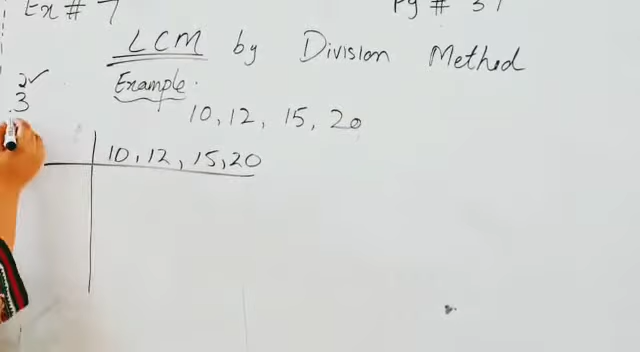 Ex # 7
Pg # 37
LCM by Division Method
Example.
10, 12, 15, 20
2✓
3
10, 12, 15, 20